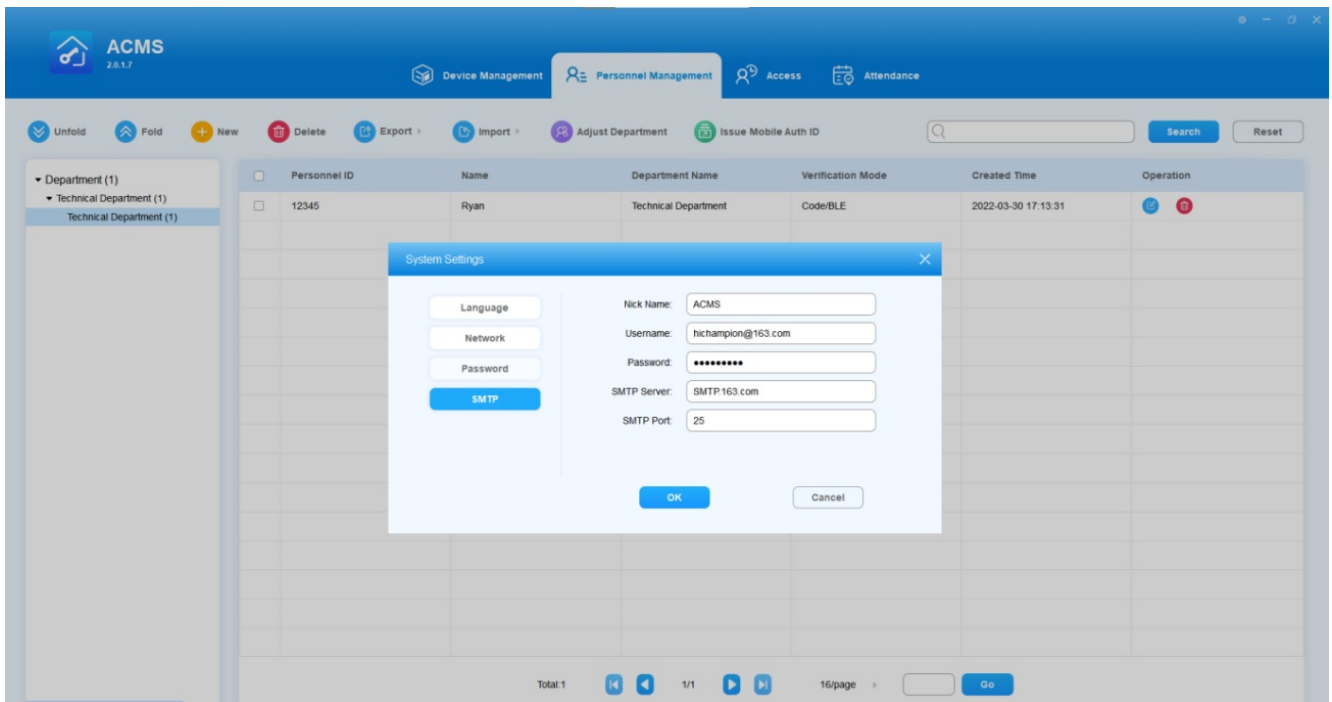 ACMS
2.0.1.7
Device Management
Personnel Management
Access
Attendance
Unfold
Fold
New
Delete
Export
Import
Adjust Department
Issue Mobile Auth ID
Search
Reset
Department (1)
Technical Department (1)
Technical Department (1)
Personnel ID Name Department Name Verification Mode Created Time Operation
12345 Ryan Technical Department Code/BLE 2022-03-30 17:13:31
System Settings
Language
Network
Password
SMTP
Nick Name: ACMS
Username: hichampion@163.com
Password: •••••••••
SMTP Server: SMTP.163.com
SMTP Port: 25
OK
Cancel
Total:1
1/1
16/page
Go